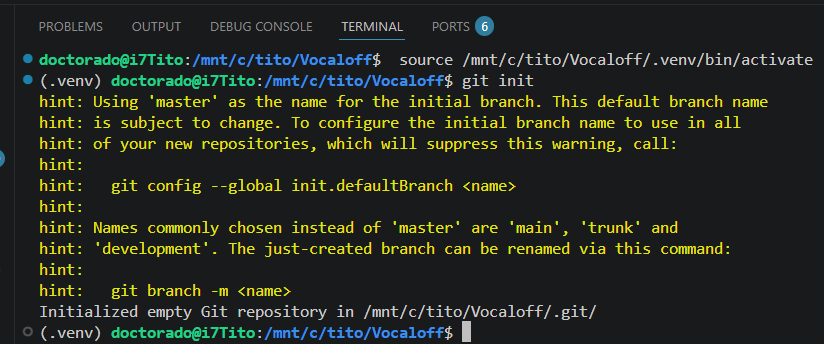 PROBLEMS OUTPUT DEBUG CONSOLE TERMINAL PORTS 6
doctorado@i7Tito:/mnt/c/tito/Vocaloff$  source /mnt/c/tito/Vocaloff/.venv/bin/activate
(.venv) doctorado@i7Tito:/mnt/c/tito/Vocaloff$ git init
hint: Using 'master' as the name for the initial branch. This default branch name
hint: is subject to change. To configure the initial branch name to use in all
hint: of your new repositories, which will suppress this warning, call:
hint:
hint:   git config --global init.defaultBranch <name>
hint:
hint: Names commonly chosen instead of 'master' are 'main', 'trunk' and
hint: 'development'. The just-created branch can be renamed via this command:
hint:
hint:   git branch -m <name>
Initialized empty Git repository in /mnt/c/tito/Vocaloff/.git/
(.venv) doctorado@i7Tito:/mnt/c/tito/Vocaloff$